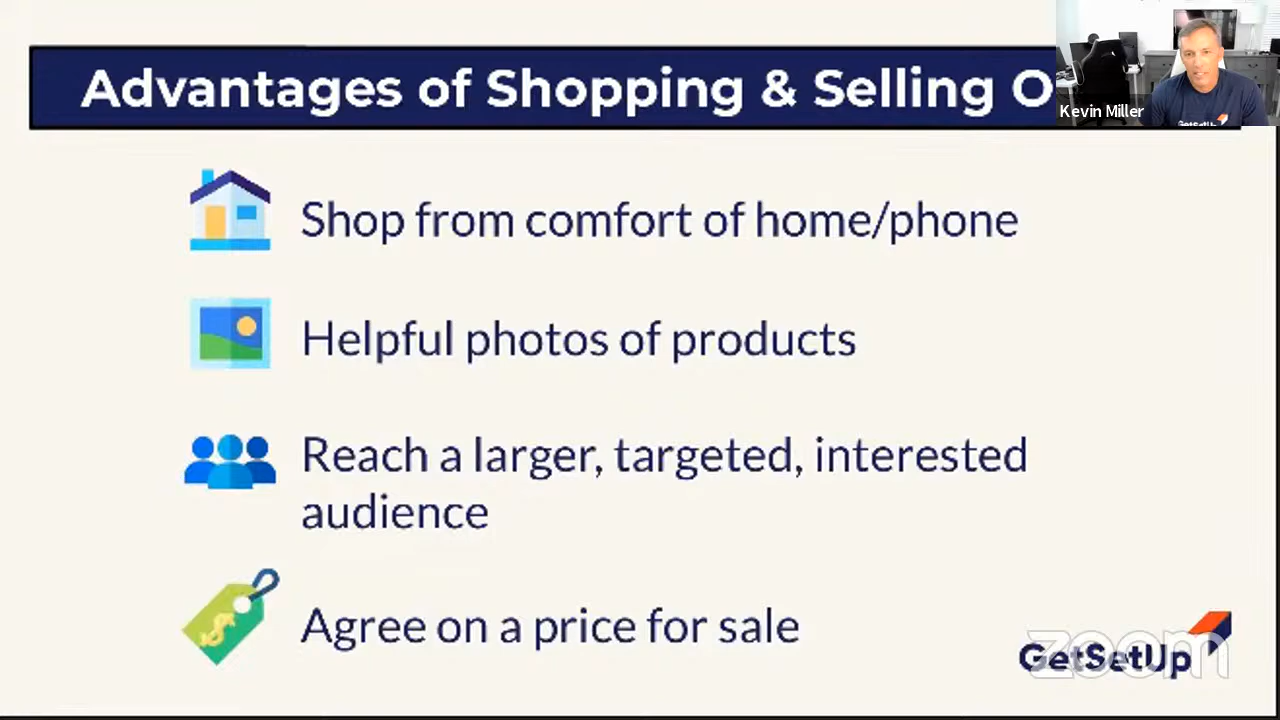 Advantages of Shopping & Selling O
Kevin Miller
GetSetUp
Shop from comfort of home/phone
Helpful photos of products
Reach a larger, targeted, interested
audience
Agree on a price for sale
GetSetUp
zoom